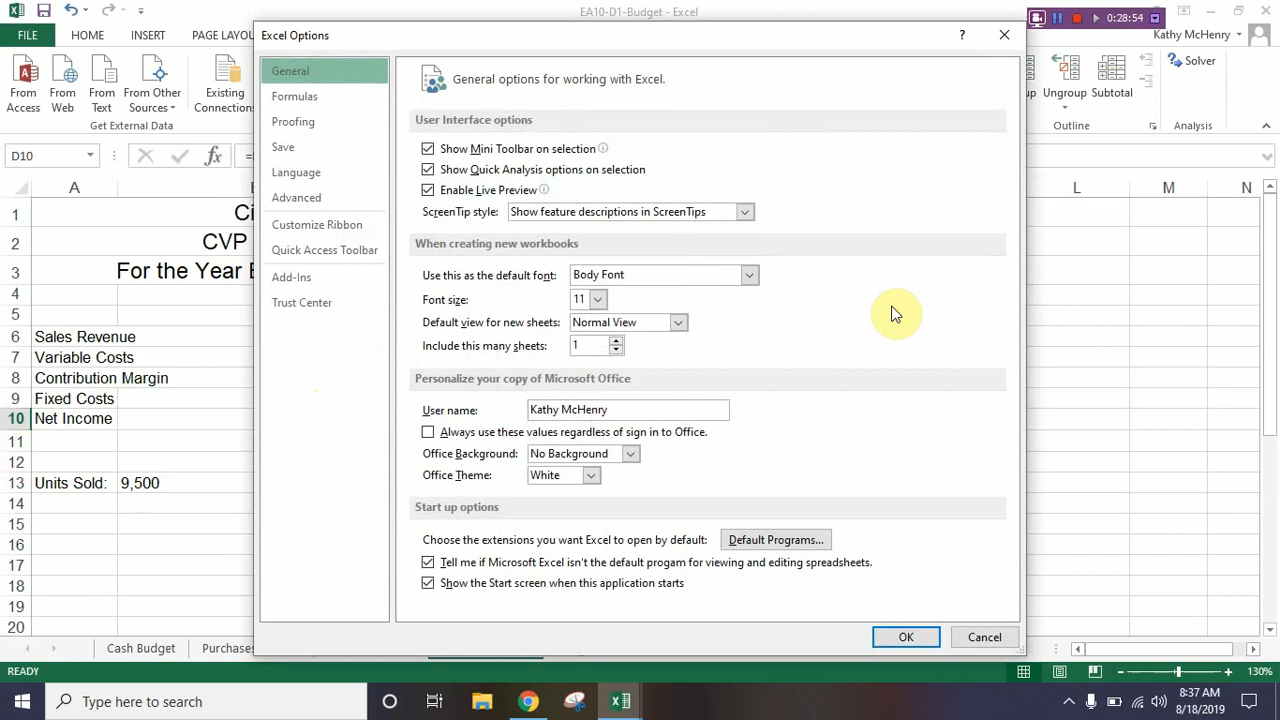 EA10-D1-Budget - Excel
00:28:54
FILE HOME INSERT PAGE LAYOU
Kathy McHenry
From Access
From Web
From Text
From Other Sources
Existing Connections
Get External Data
Ungroup
Subtotal
Outline
Solver
Analysis
D10
fx
A
L M N
1
2
3
4
5
6
7
8
9
10
11
12
13
14
15
16
17
18
19
20
CVP
For the Year
Sales Revenue
Variable Costs
Contribution Margin
Fixed Costs
Net Income
Units Sold: 9,500
Excel Options
?
General
Formulas
Proofing
Save
Language
Advanced
Customize Ribbon
Quick Access Toolbar
Add-Ins
Trust Center
General options for working with Excel.
User Interface options
Show Mini Toolbar on selection
Show Quick Analysis options on selection
Enable Live Preview
ScreenTip style: Show feature descriptions in ScreenTips
When creating new workbooks
Use this as the default font: Body Font
Font size: 11
Default view for new sheets: Normal View
Include this many sheets: 1
Personalize your copy of Microsoft Office
User name: Kathy McHenry
Always use these values regardless of sign in to Office.
Office Background: No Background
Office Theme: White
Start up options
Choose the extensions you want Excel to open by default: Default Programs...
Tell me if Microsoft Excel isn't the default progam for viewing and editing spreadsheets.
Show the Start screen when this application starts
OK Cancel
Cash Budget Purchases
READY
130%
Type here to search
8:37 AM
8/18/2019